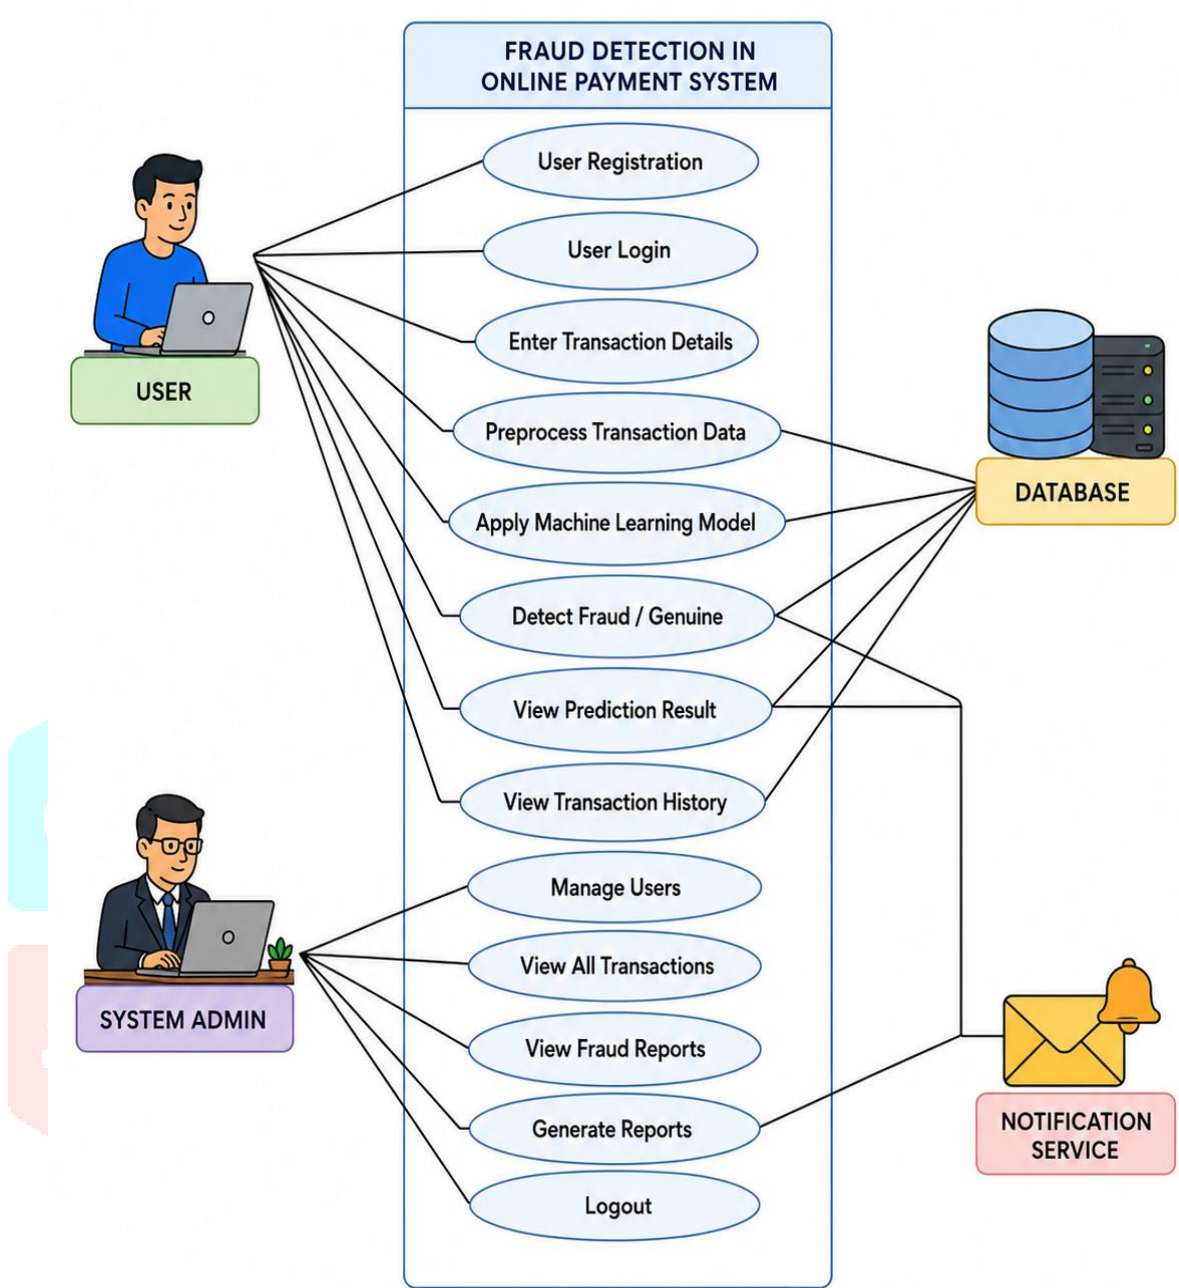 FRAUD DETECTION IN
ONLINE PAYMENT SYSTEM
User Registration
User Login
Enter Transaction Details
USER
Preprocess Transaction Data
DATABASE
Apply Machine Learning Model
Detect Fraud / Genuine
View Prediction Result
View Transaction History
Manage Users
View All Transactions
SYSTEM ADMIN
View Fraud Reports
Generate Reports
NOTIFICATION
SERVICE
Logout